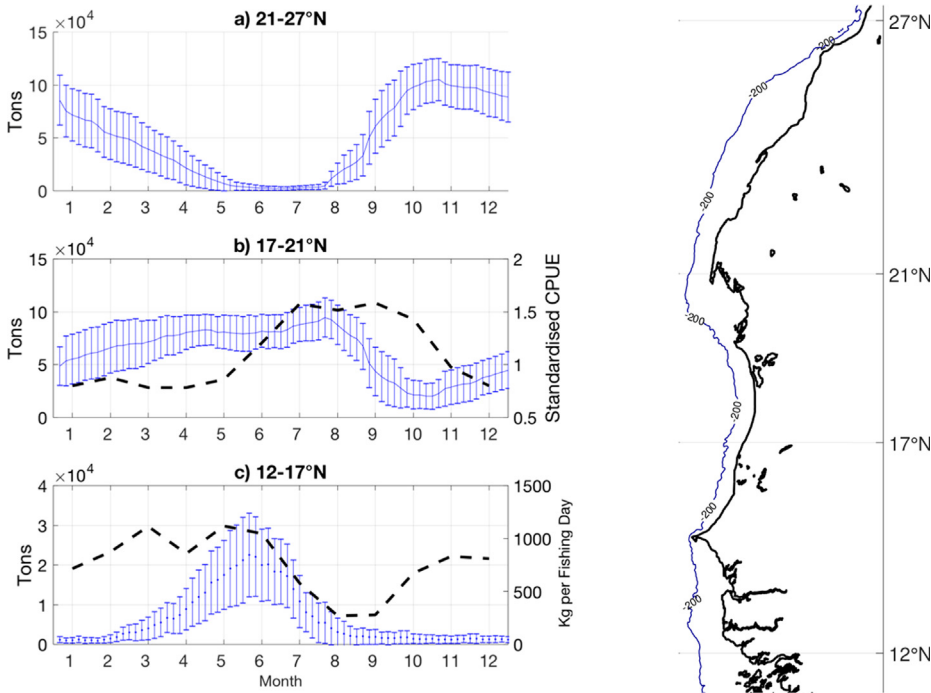 a) 21-27°N
×10⁴
15
10
5
0
Tons
1 2 3 4 5 6 7 8 9 10 11 12
b) 17-21°N
×10⁴
15
10
5
0
Tons
2
1.5
1
0.5
Standardised CPUE
1 2 3 4 5 6 7 8 9 10 11 12
c) 12-17°N
×10⁴
4
3
2
1
0
Tons
1500
1000
500
0
Kg per Fishing Day
1 2 3 4 5 6 7 8 9 10 11 12
Month
27°N
-200
-200
-200
21°N
-200
-200
17°N
-200
-200
12°N